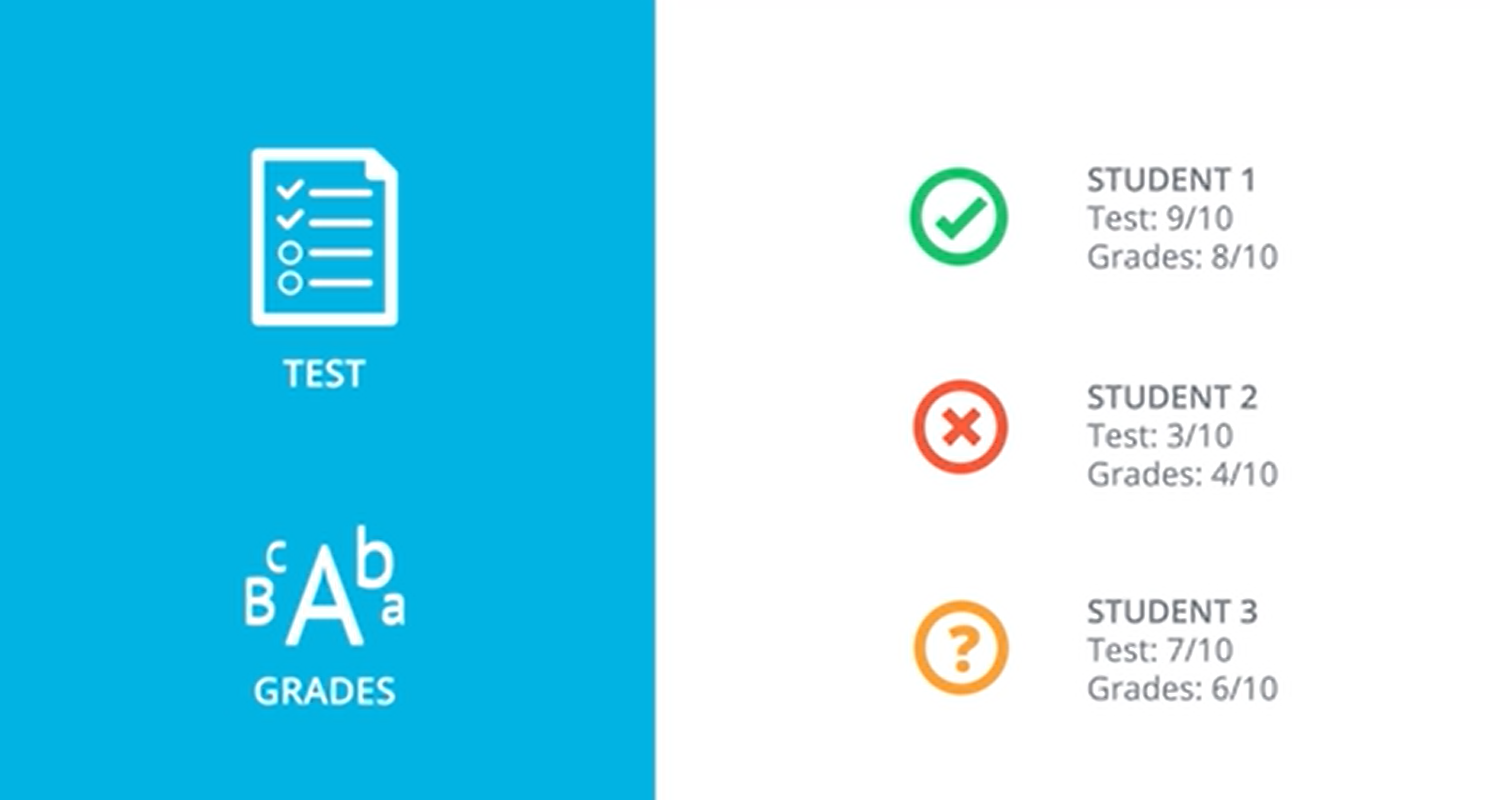 TEST
c
b
B
A
a
GRADES
STUDENT 1
Test: 9/10
Grades: 8/10
STUDENT 2
Test: 3/10
Grades: 4/10
?
STUDENT 3
Test: 7/10
Grades: 6/10